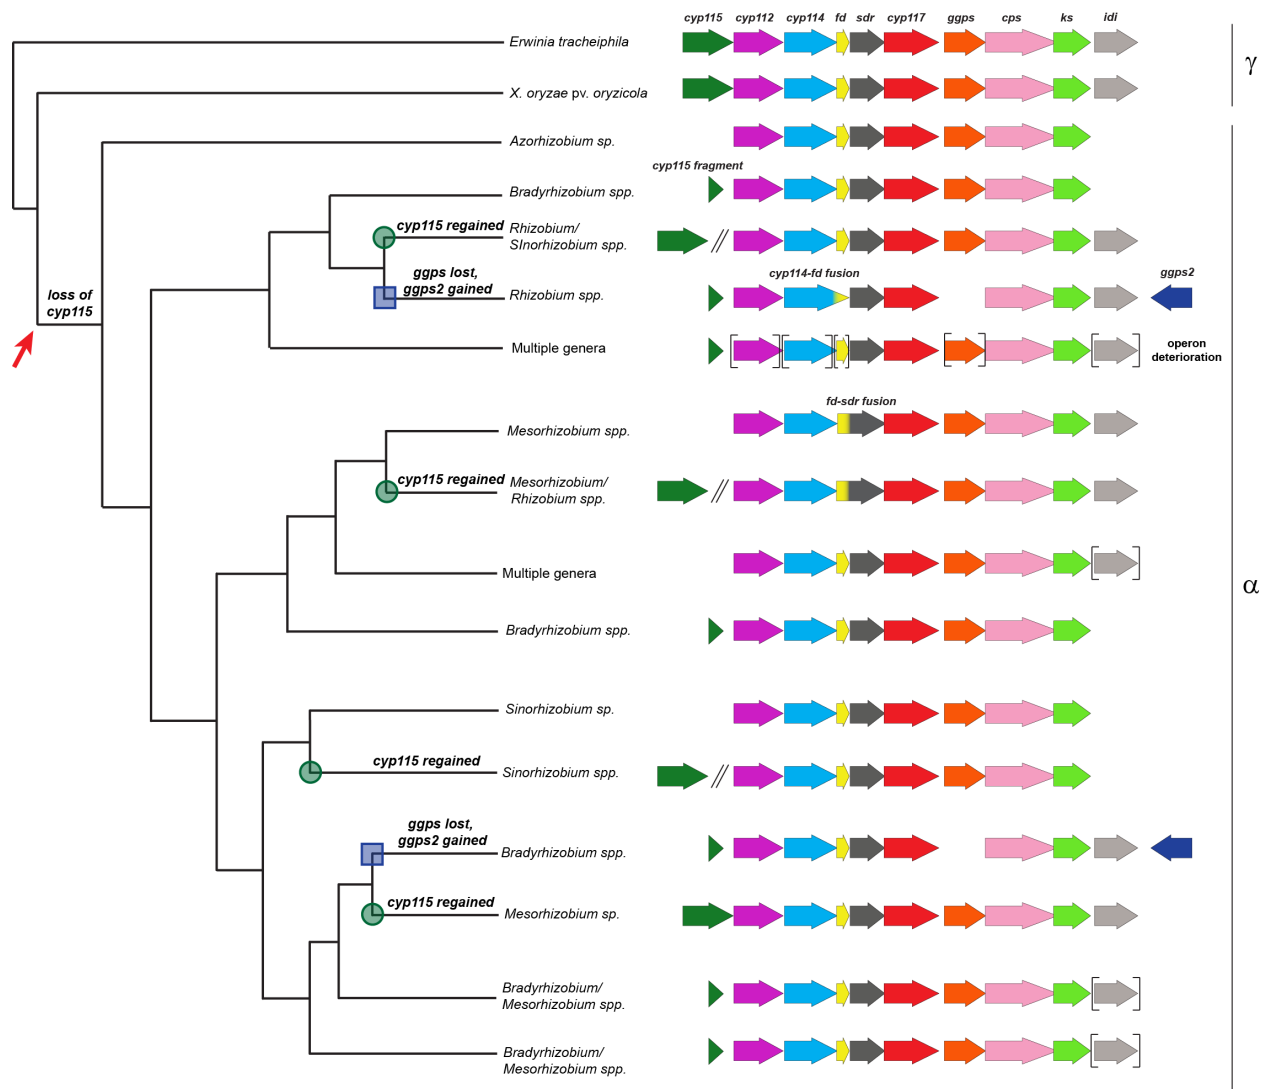 cyp115 cyp112 cyp114 fd sdr cyp117 ggps cps ks idi
Erwinia tracheiphila
γ
X. oryzae pv. oryzicola
Azorhizobium sp.
cyp115 fragment
Bradyrhizobium spp.
cyp115 regained
Rhizobium/
SInorhizobium spp.
ggps lost,
ggps2 gained
cyp114-fd fusion
ggps2
Rhizobium spp.
loss of
cyp115
Multiple genera
operon
deterioration
fd-sdr fusion
Mesorhizobium spp.
cyp115 regained
Mesorhizobium/
Rhizobium spp.
Multiple genera
α
Bradyrhizobium spp.
Sinorhizobium sp.
cyp115 regained
Sinorhizobium spp.
ggps lost,
ggps2 gained
Bradyrhizobium spp.
cyp115 regained
Mesorhizobium sp.
Bradyrhizobium/
Mesorhizobium spp.
Bradyrhizobium/
Mesorhizobium spp.